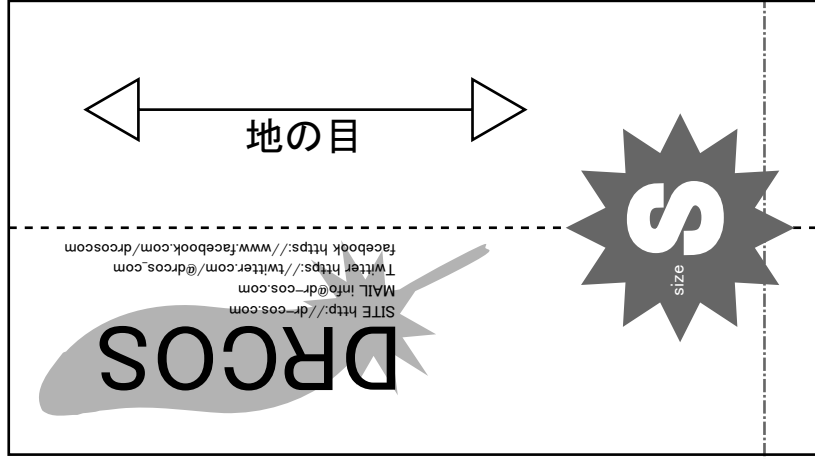 地の目
S
size
DRCOS
SITE http://dr-cos.com
MAIL info@dr-cos.com
Twitter https://twitter.com/@drcos_com
facebook https://www.facebook.com/drcoscom